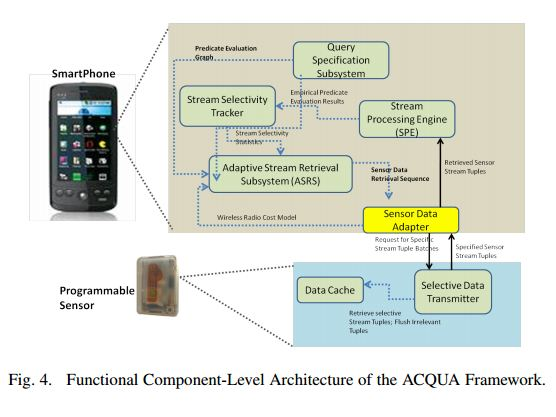 SmartPhone
Predicate Evaluation
Graph
Query
Specification
Subsystem
Stream Selectivity
Tracker
Empirical Predicate
Evaluation Results
Stream
Processing Engine
(SPE)
Stream Selectivity
Statistics
Adaptive Stream Retrieval
Subsystem (ASRS)
Sensor Data
Retrieval Sequence
Retrieved Sensor
Stream Tuples
Wireless Radio Cost Model
Sensor Data
Adapter
Request for Specific
Stream Tuple Batches
Specified Sensor
Stream Tuples
Programmable
Sensor
Data Cache
Selective Data
Transmitter
Retrieve selective
Stream Tuples; Flush Irrelevant
Tuples
Fig. 4. Functional Component-Level Architecture of the ACQUA Framework.